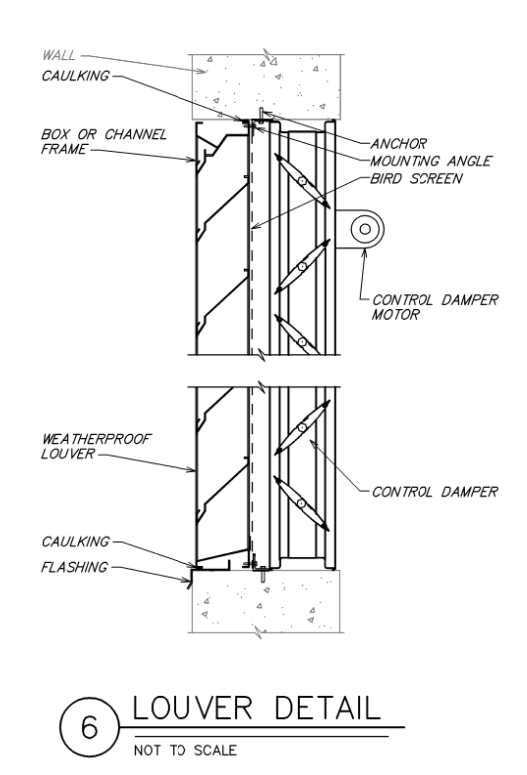 WALL
CAULKING
BOX OR CHANNEL
FRAME
ANCHOR
MOUNTING ANGLE
BIRD SCREEN
CONTROL DAMPER
MOTOR
WEATHERPROOF
LOUVER
CONTROL DAMPER
CAULKING
FLASHING
6
LOUVER DETAIL
NOT TO SCALE